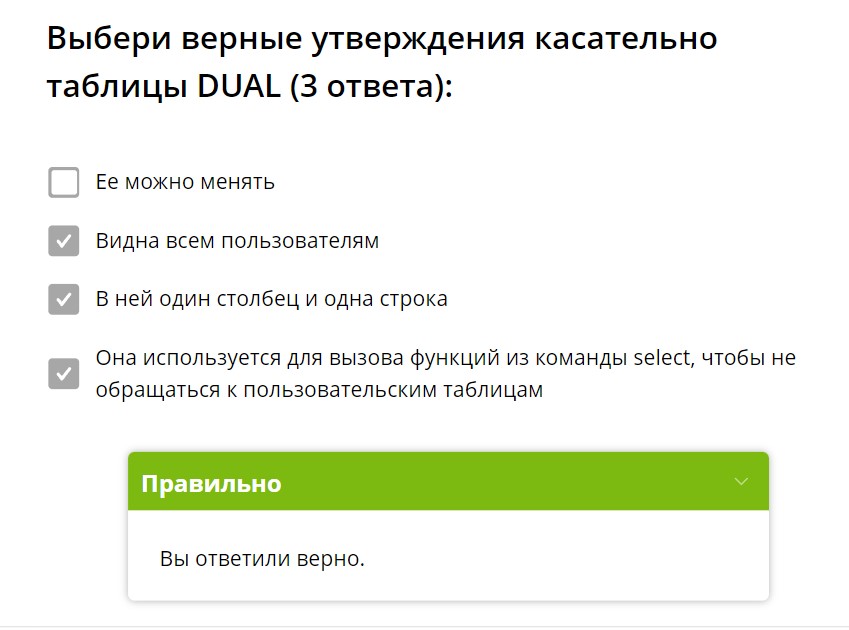 Выбери верные утверждения касательно
таблицы DUAL (3 ответа):
Ее можно менять
Видна всем пользователям
В ней один столбец и одна строка
Она используется для вызова функций из команды select, чтобы не
обращаться к пользовательским таблицам
Правильно
Вы ответили верно.